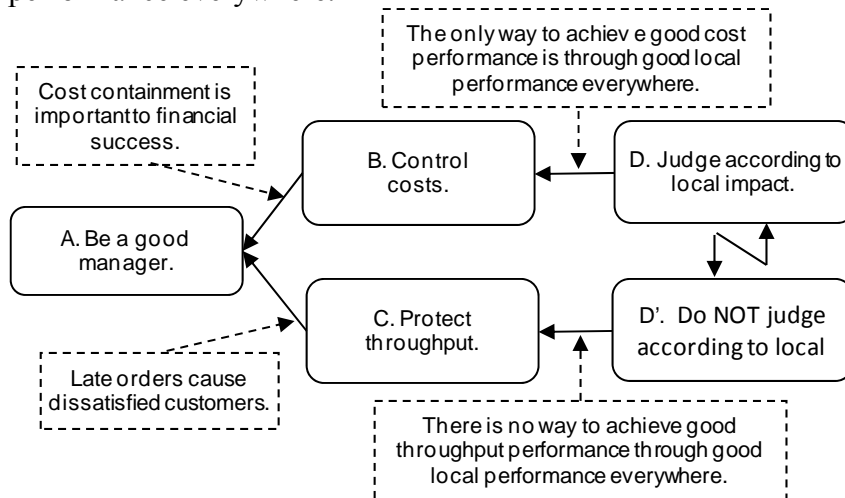 The only way to achieve good cost
performance is through good local
performance everywhere.
Cost containment is
important to financial
success.
B. Control
costs.
D. Judge according to
local impact.
A. Be a good
manager.
C. Protect
throughput.
D'. Do NOT judge
according to local
Late orders cause
dissatisfied customers.
There is no way to achieve good
throughput performance through good
local performance everywhere.